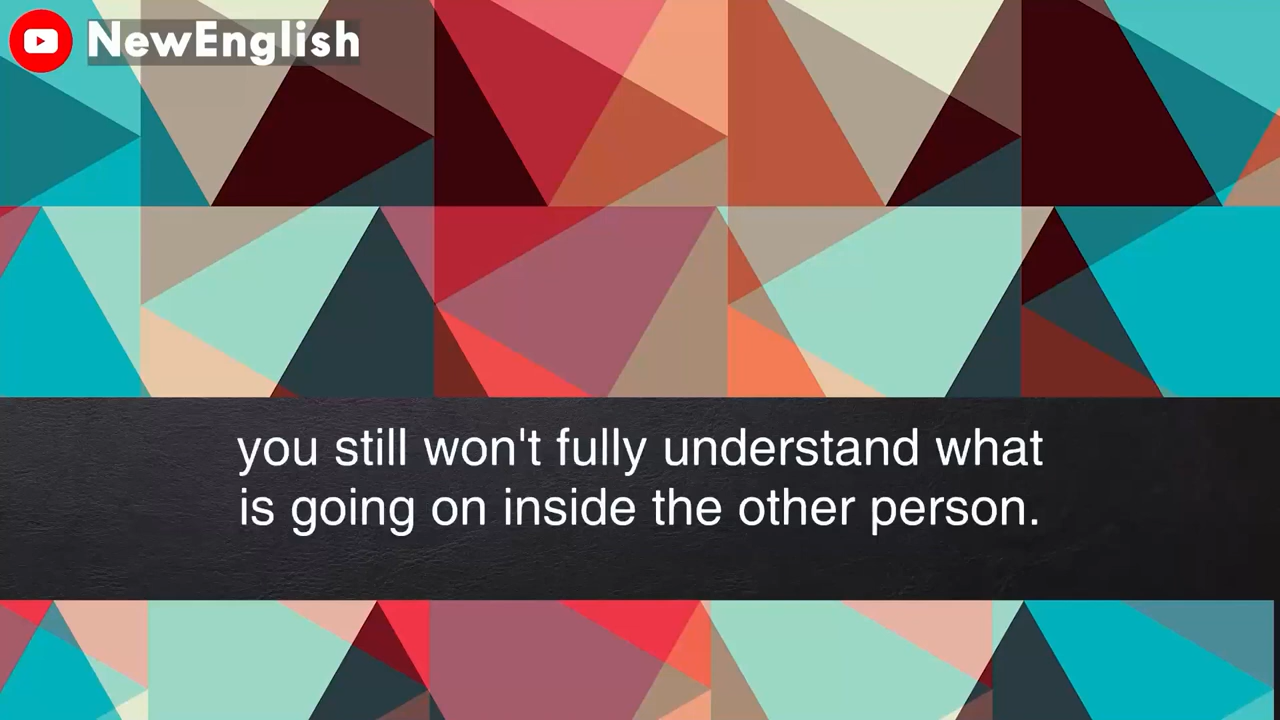 NewEnglish
you still won't fully understand what
is going on inside the other person.